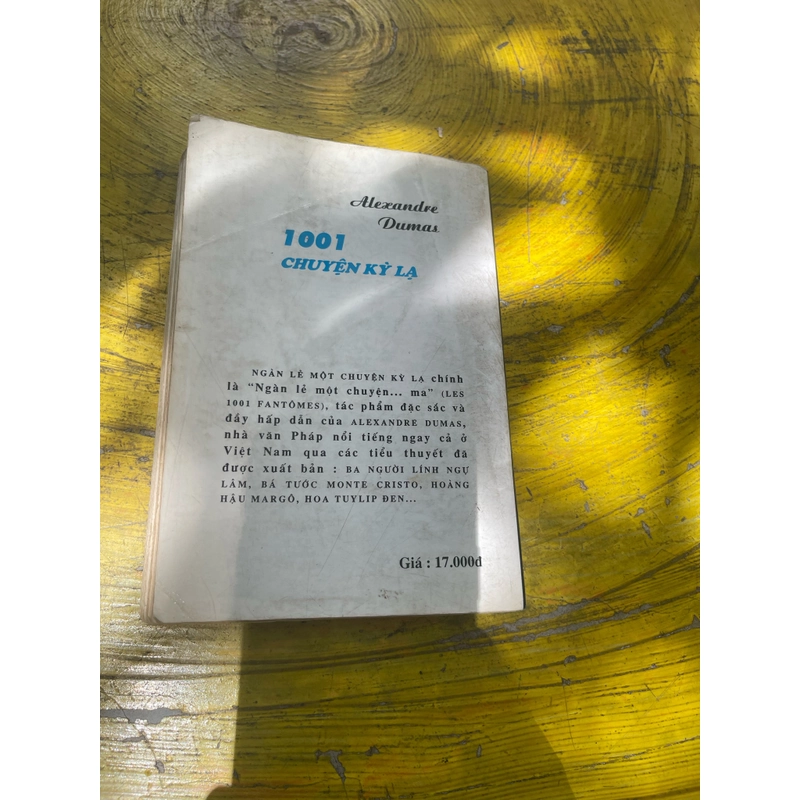 Alexandre
Dumas
1001
CHUYỆN KỲ LẠ
NGÀN LẺ MỘT CHUYỆN KỲ LẠ chính
là “Ngàn lẻ một chuyện... ma” (LES
1001 FANTÔMES), tác phẩm đặc sắc và
đầy hấp dẫn của ALEXANDRE DUMAS,
nhà văn Pháp nổi tiếng ngay cả ở
Việt Nam qua các tiểu thuyết đã
được xuất bản : BA NGƯỜI LÍNH NGỰ
LÂM, BÁ TƯỚC MONTE CRISTO, HOÀNG
HẬU MARGÔ, HOA TUYLIP ĐEN...
Giá : 17.000đ